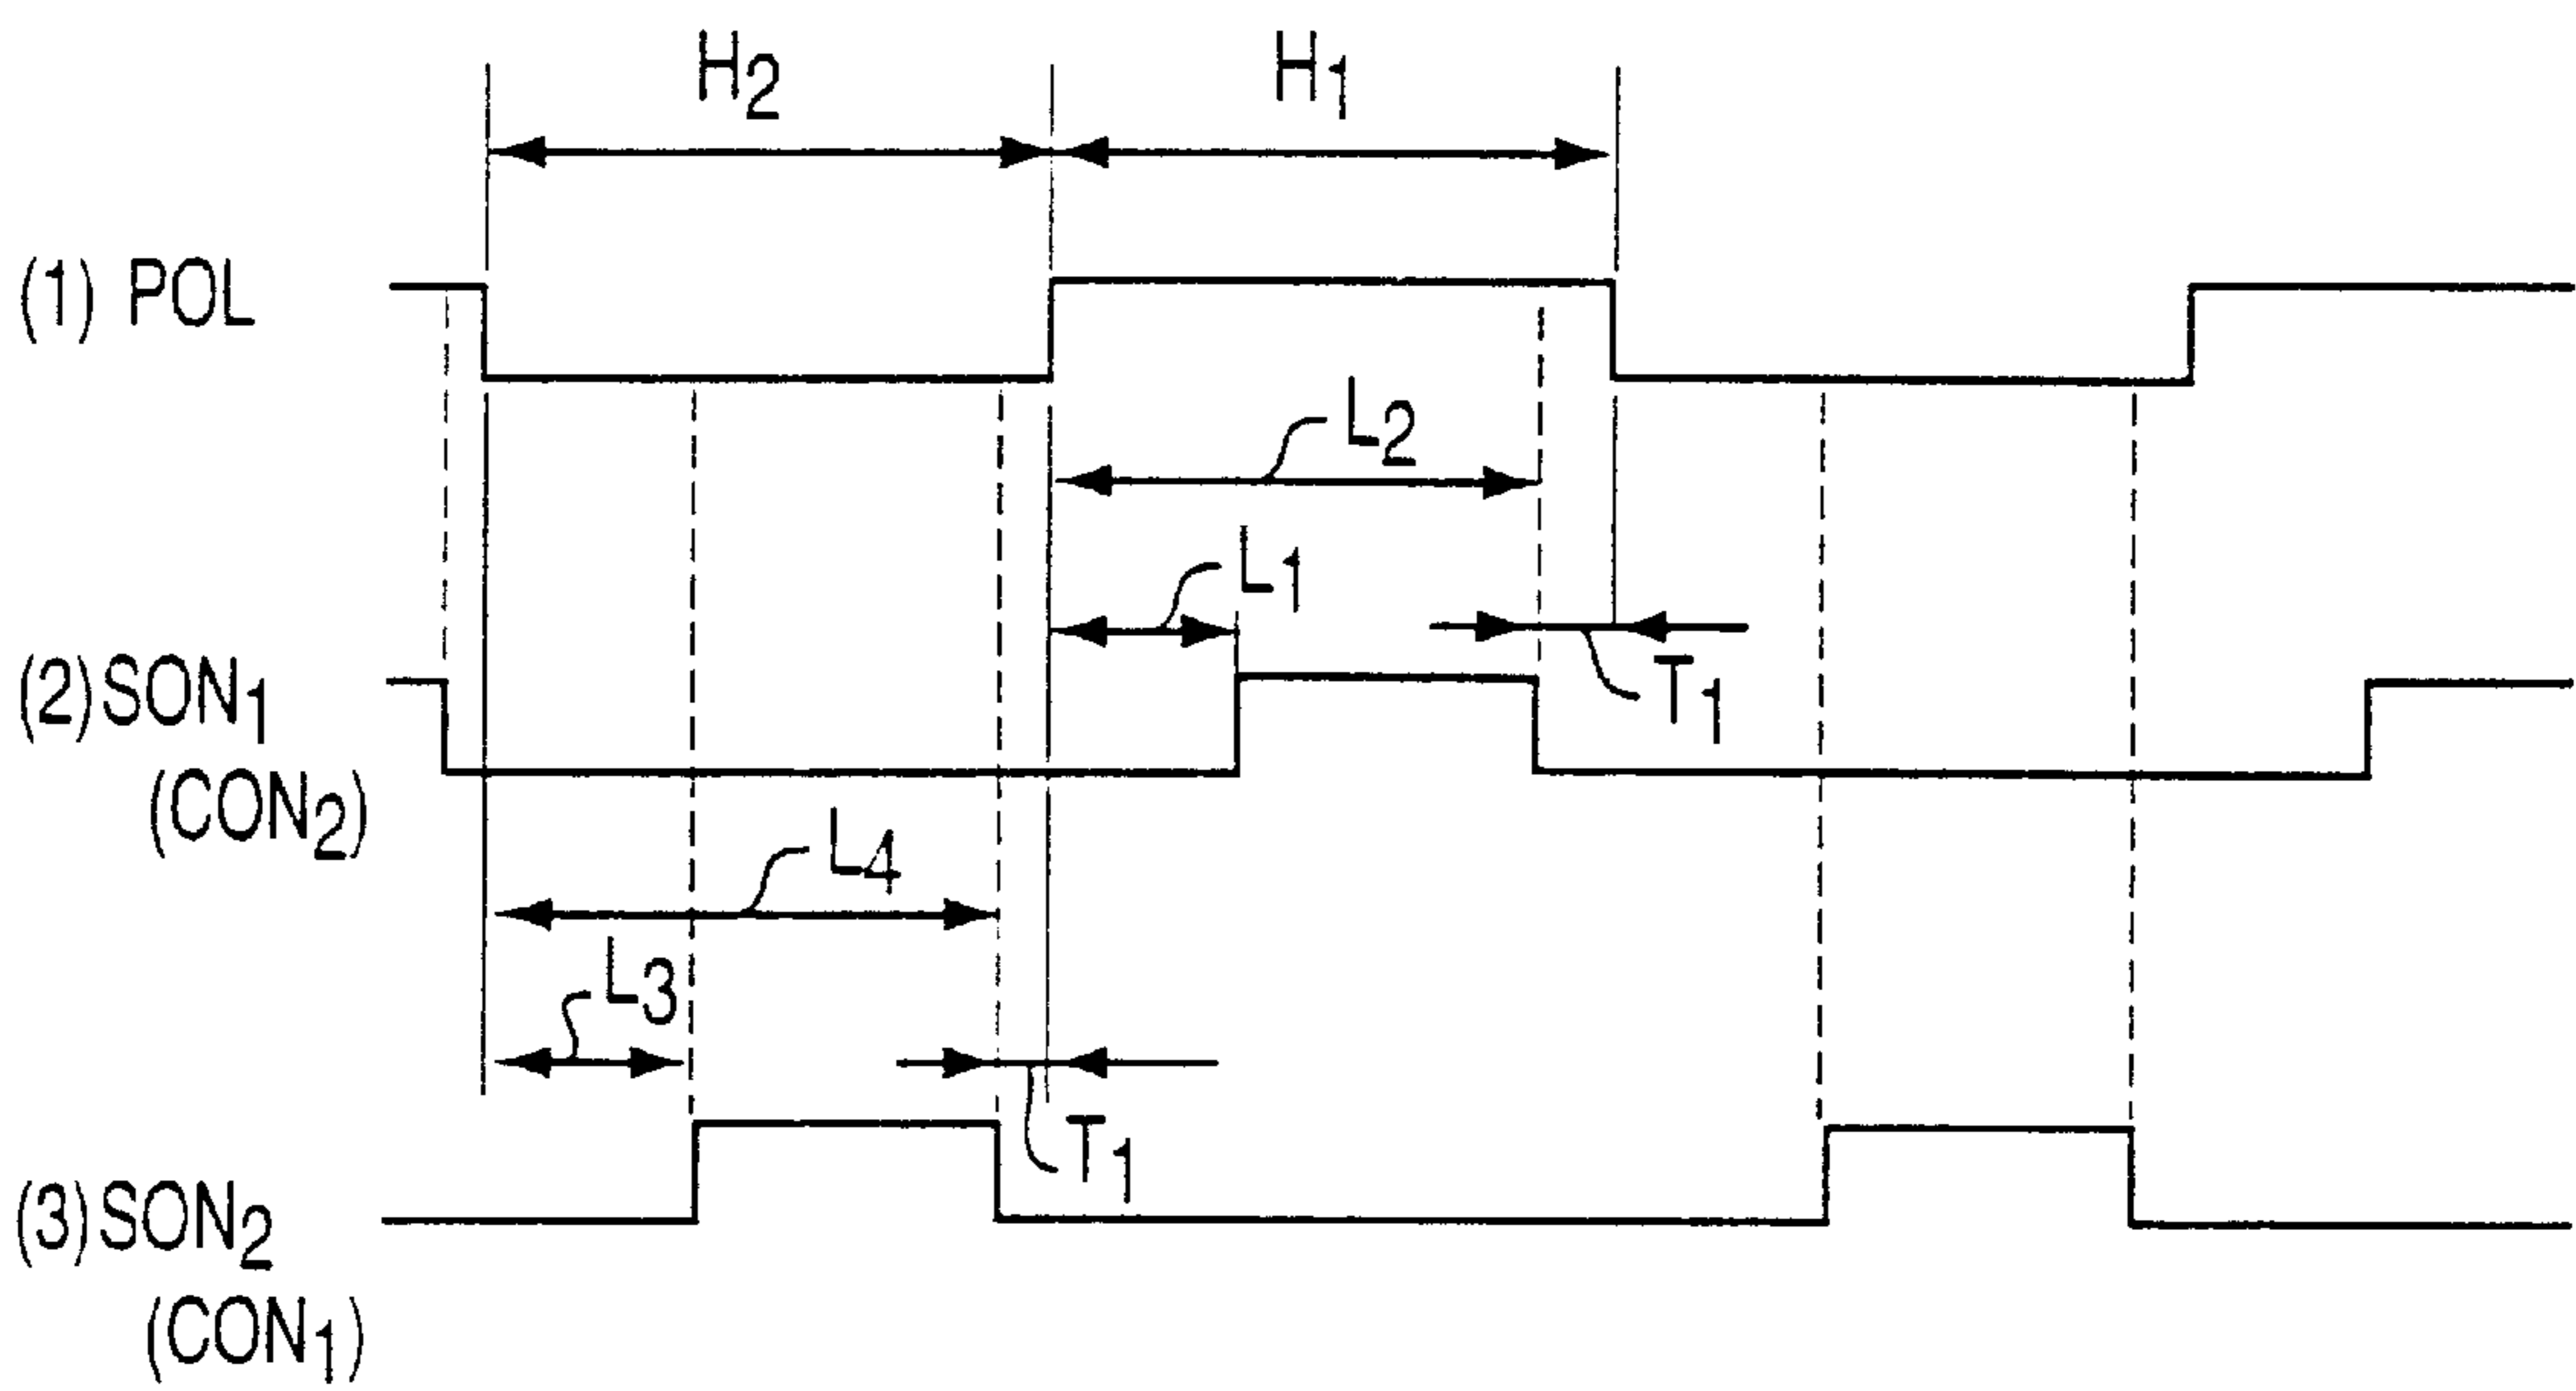 H2 H1
(1) POL
L2
L1
T1
(2) SON1
(CON2)
L4
L3
T1
(3) SON2
(CON1)